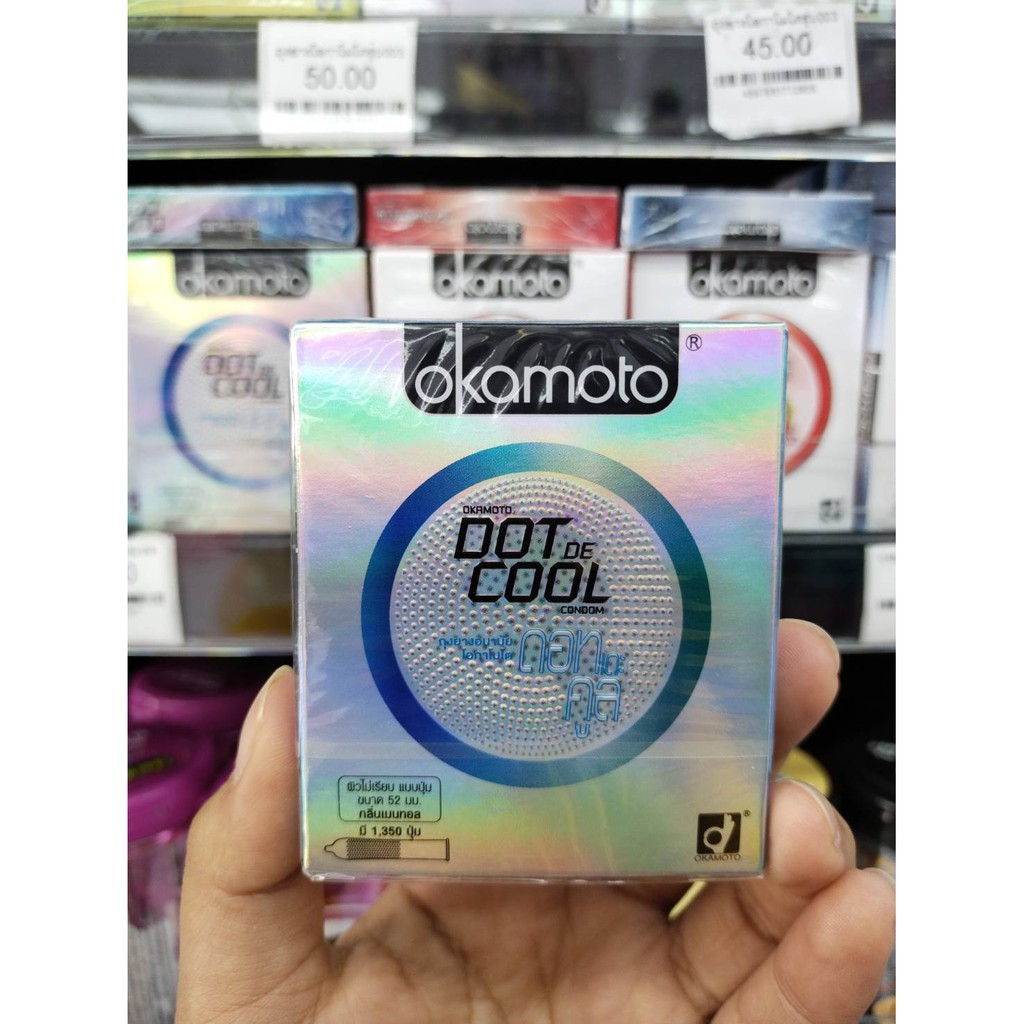 50.00
45.00
okamoto
okamoto
okamoto
DOT DE
COOL
okamoto®
OKAMOTO
DOT DE
COOL
CONDOM®
ถุงยางอนามัย
โอกาโมโต
ดอท เดะ
คูล
ผิวไม่เรียบ แบบปุ่ม
ขนาด 52 มม.
กลิ่นเมนทอล
มี 1,350 ปุ่ม
®
OKAMOTO